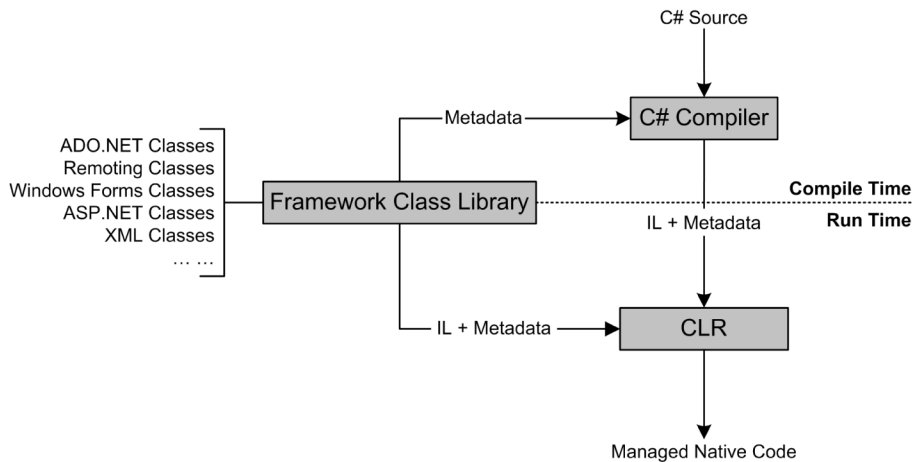 C# Source
Metadata
C# Compiler
ADO.NET Classes
Remoting Classes
Windows Forms Classes
ASP.NET Classes
XML Classes
... ...
Framework Class Library
Compile Time
Run Time
IL + Metadata
IL + Metadata
CLR
Managed Native Code